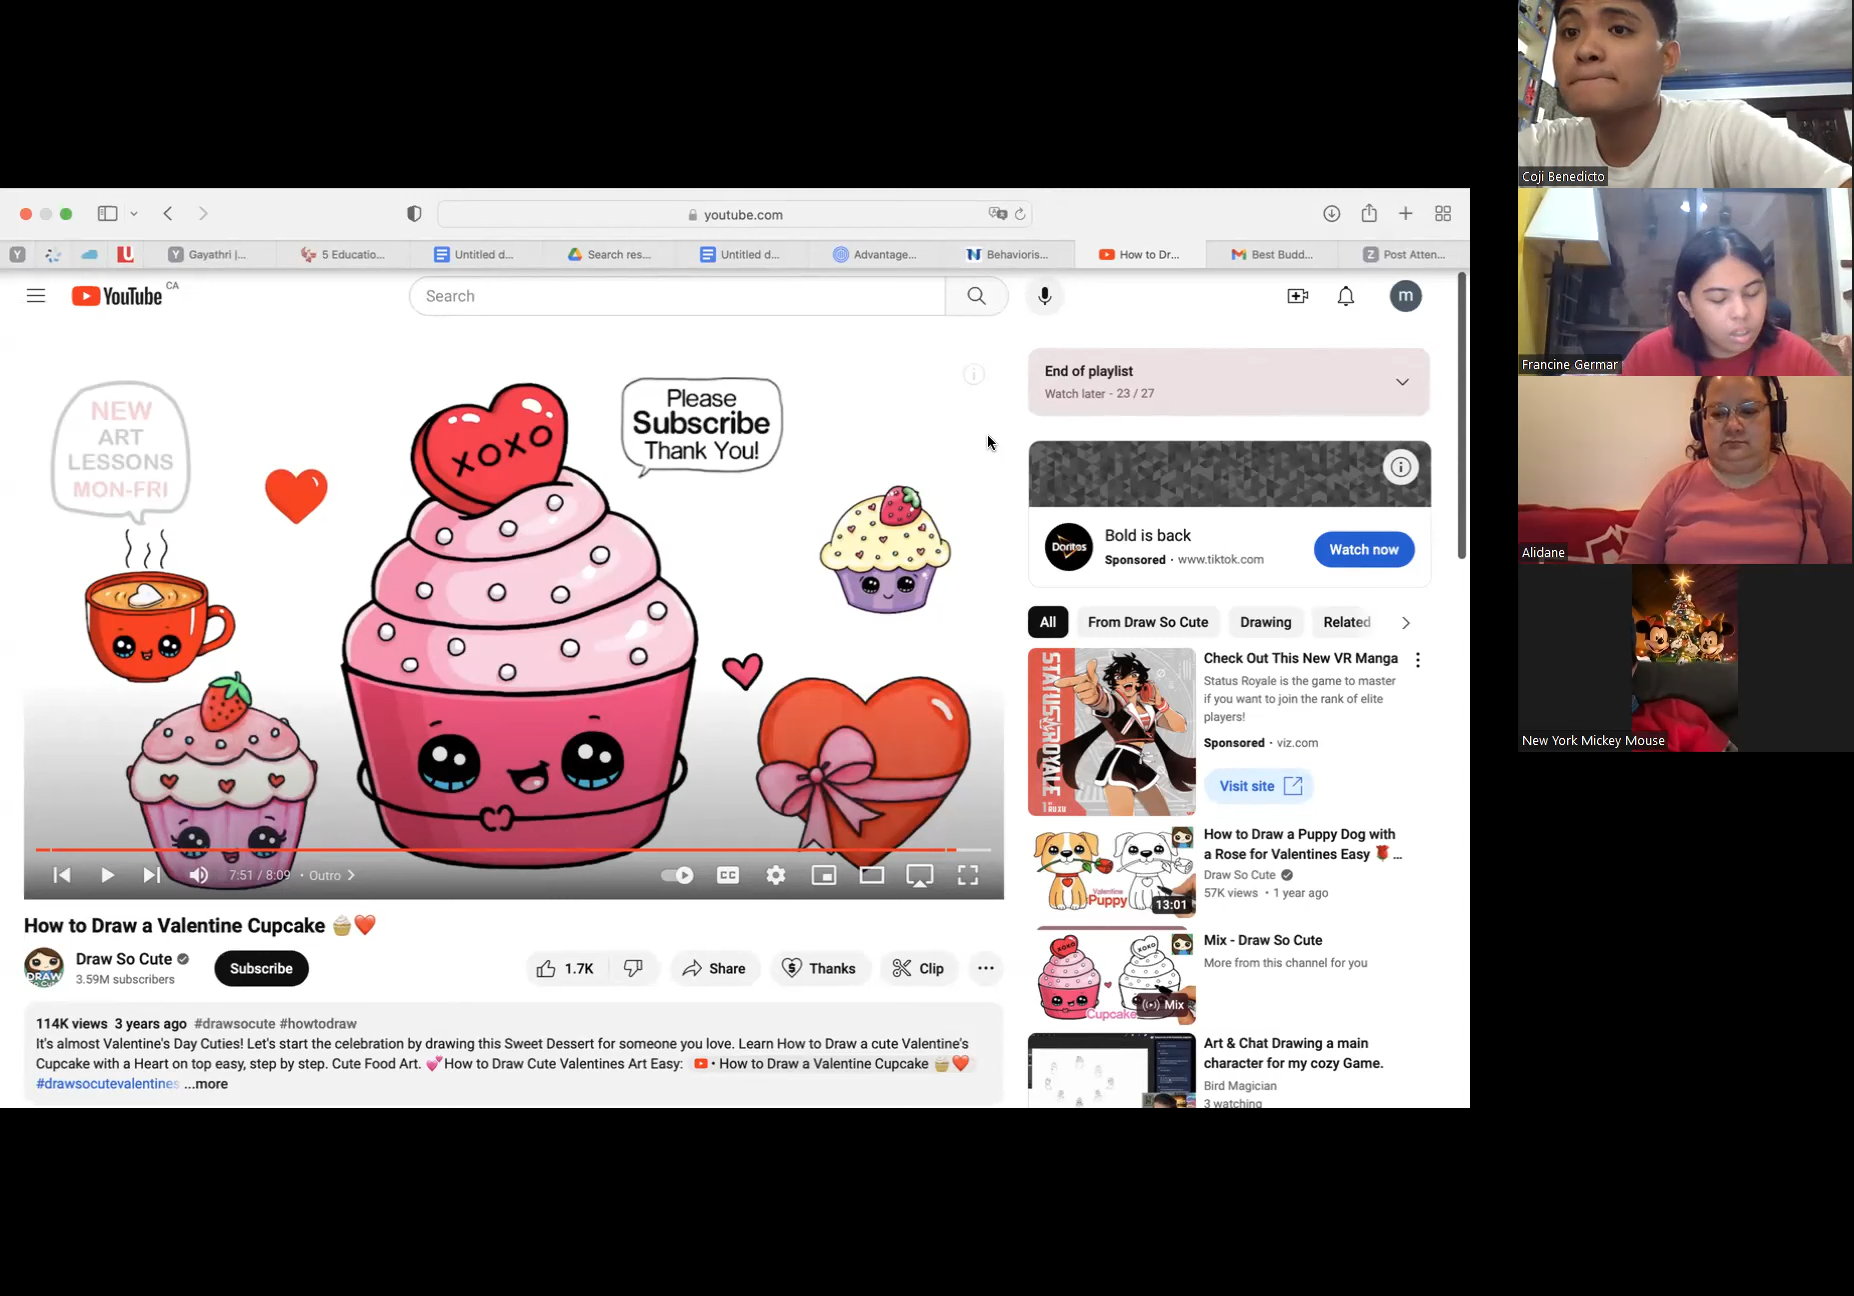 youtube.com
Gayathri |...
5 Educatio...
Untitled d...
Search res...
Untitled d...
Advantage...
Behavioris...
How to Dr...
Best Budd...
Post Atten...
YouTube CA
Search
m
NEW
ART
LESSONS
MON-FRI
XOXO
Please
Subscribe
Thank You!
7:51 / 8:09 • Outro
CC
How to Draw a Valentine Cupcake 🧁❤️
Draw So Cute
3.59M subscribers
Subscribe
1.7K
Share
Thanks
Clip
114K views 3 years ago #drawsocute #howtodraw
It's almost Valentine's Day Cuties! Let's start the celebration by drawing this Sweet Dessert for someone you love. Learn How to Draw a cute Valentine's
Cupcake with a Heart on top easy, step by step. Cute Food Art. 💕How to Draw Cute Valentines Art Easy: • How to Draw a Valentine Cupcake 🧁❤️
#drawsocutevalentines ...more
End of playlist
Watch later - 23 / 27
Doritos
Bold is back
Sponsored · www.tiktok.com
Watch now
All
From Draw So Cute
Drawing
Related
STATUS ROYALE
Check Out This New VR Manga
Status Royale is the game to master
if you want to join the rank of elite
players!
Sponsored · viz.com
Visit site
Valentine
Puppy
13:01
How to Draw a Puppy Dog with
a Rose for Valentines Easy 🌹...
Draw So Cute
57K views • 1 year ago
XOXO
XOXO
Cupcake
Mix
Mix - Draw So Cute
More from this channel for you
Art & Chat Drawing a main
character for my cozy Game.
Bird Magician
3 watching
Coji Benedicto
Francine Germar
Alidane
New York Mickey Mouse